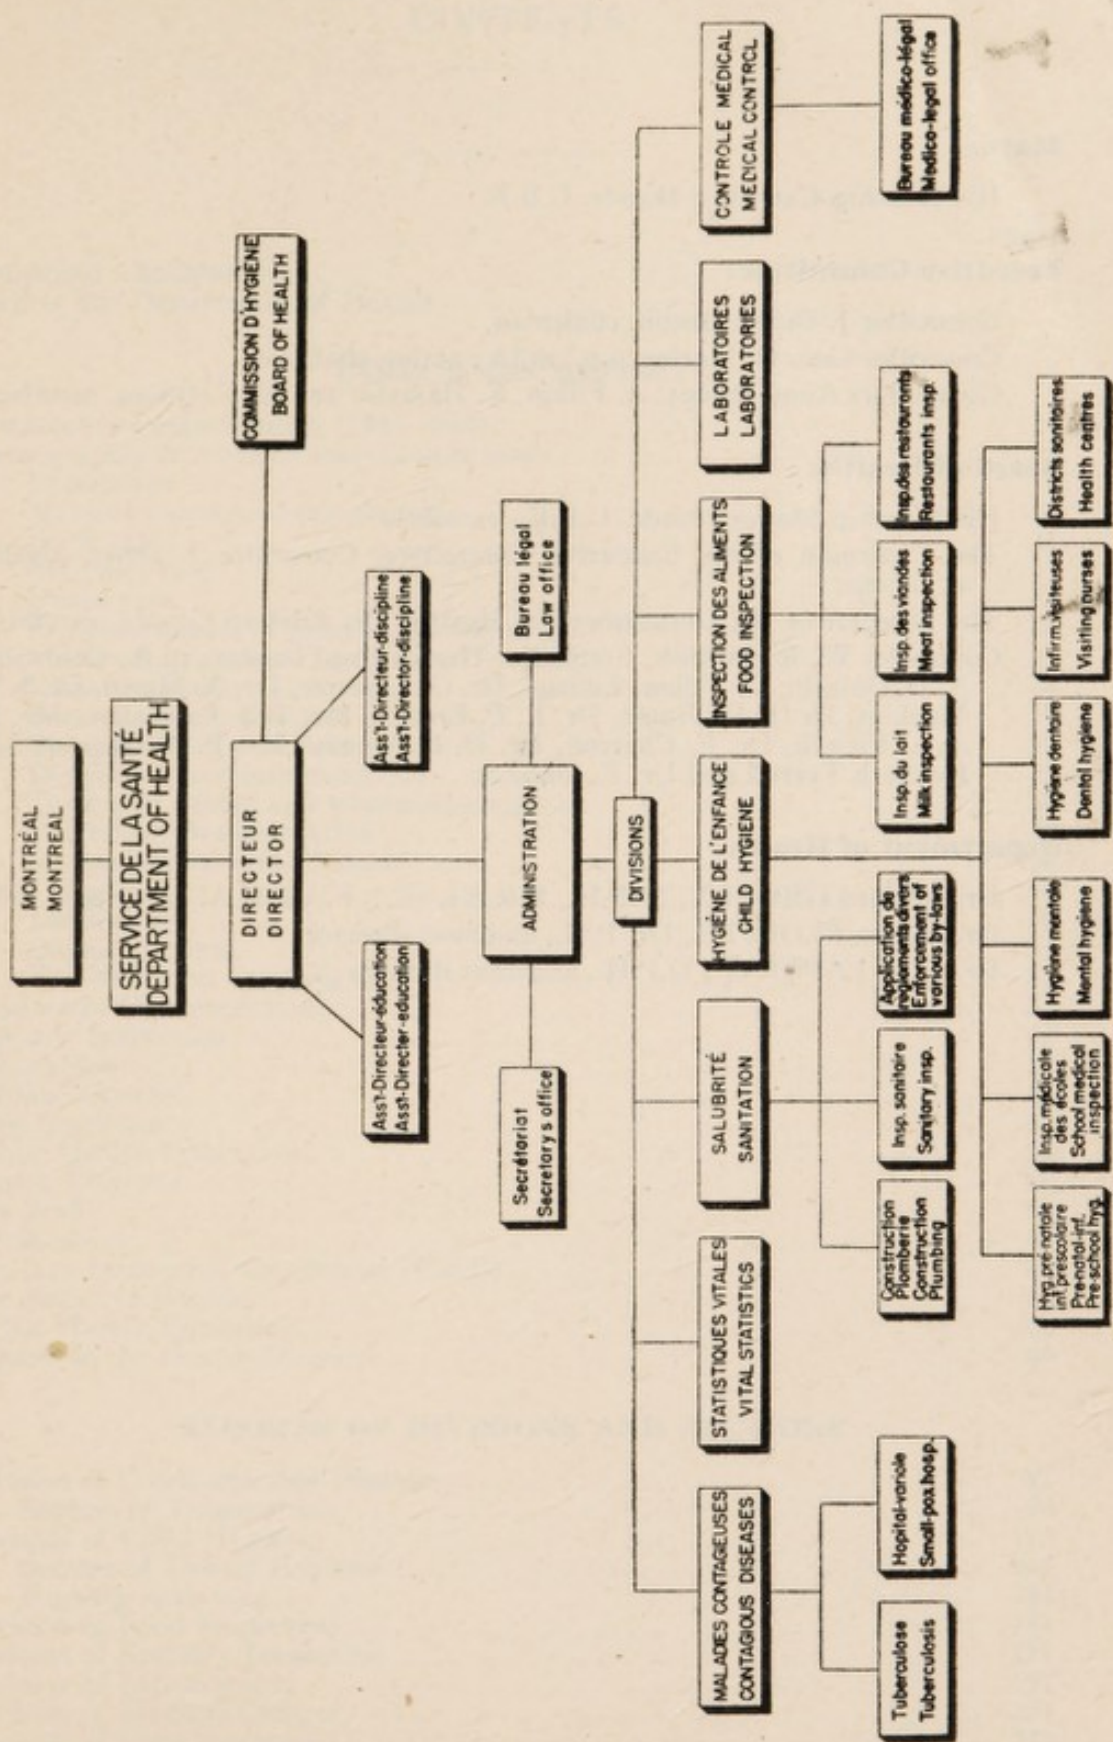 MONTRÉAL
MONTREAL
SERVICE DE LA SANTÉ
DEPARTMENT OF HEALTH
DIRECTEUR
DIRECTOR
COMMISSION D'HYGIENE
BOARD OF HEALTH
Ass't-Directeur-éducation
Ass't-Directer-education
Ass't-Directeur-discipline
Ass't-Director-discipline
ADMINISTRATION
Secrétariat
Secretarys office
Bureau légal
Law office
DIVISIONS
MALADES CONTAGIEUSES
CONTAGIOUS DISEASES
STATISTIQUES VITALES
VITAL STATISTICS
SALUBRITÉ
SANITATION
HYGIÈNE DE L'ENFANCE
CHILD HYGIENE
INSPECTION DES ALIMENTS
FOOD INSPECTION
LABORATOIRES
LABORATORIES
CONTROLE MEDICAL
MEDICAL CONTROL
Tuberculose
Tuberculosis
Hopital-variole
Small-pox hosp.
Construction
Plomberie
Construction
Plumbing
Insp. sanitaire
Sanitary insp.
Application de
reglements divers
Enforcement of
various by-laws
Insp. du lait
Milk inspection
Insp. des viandes
Meat inspection
Insp. des restaurants
Restaurants insp.
Bureau médico-légal
Medico-legal office
Hyg. pré-natale
inf. prescolaire
Pre-natal-inf.
Pre-school hyg.
Insp. médicale
des écoles
School medical
inspection
Hygiène mentale
Mental hygiene
Hygiène dentaire
Dental hygiene
Infirm. visiteuses
Visiting nurses
Districts sanitaires
Health centres